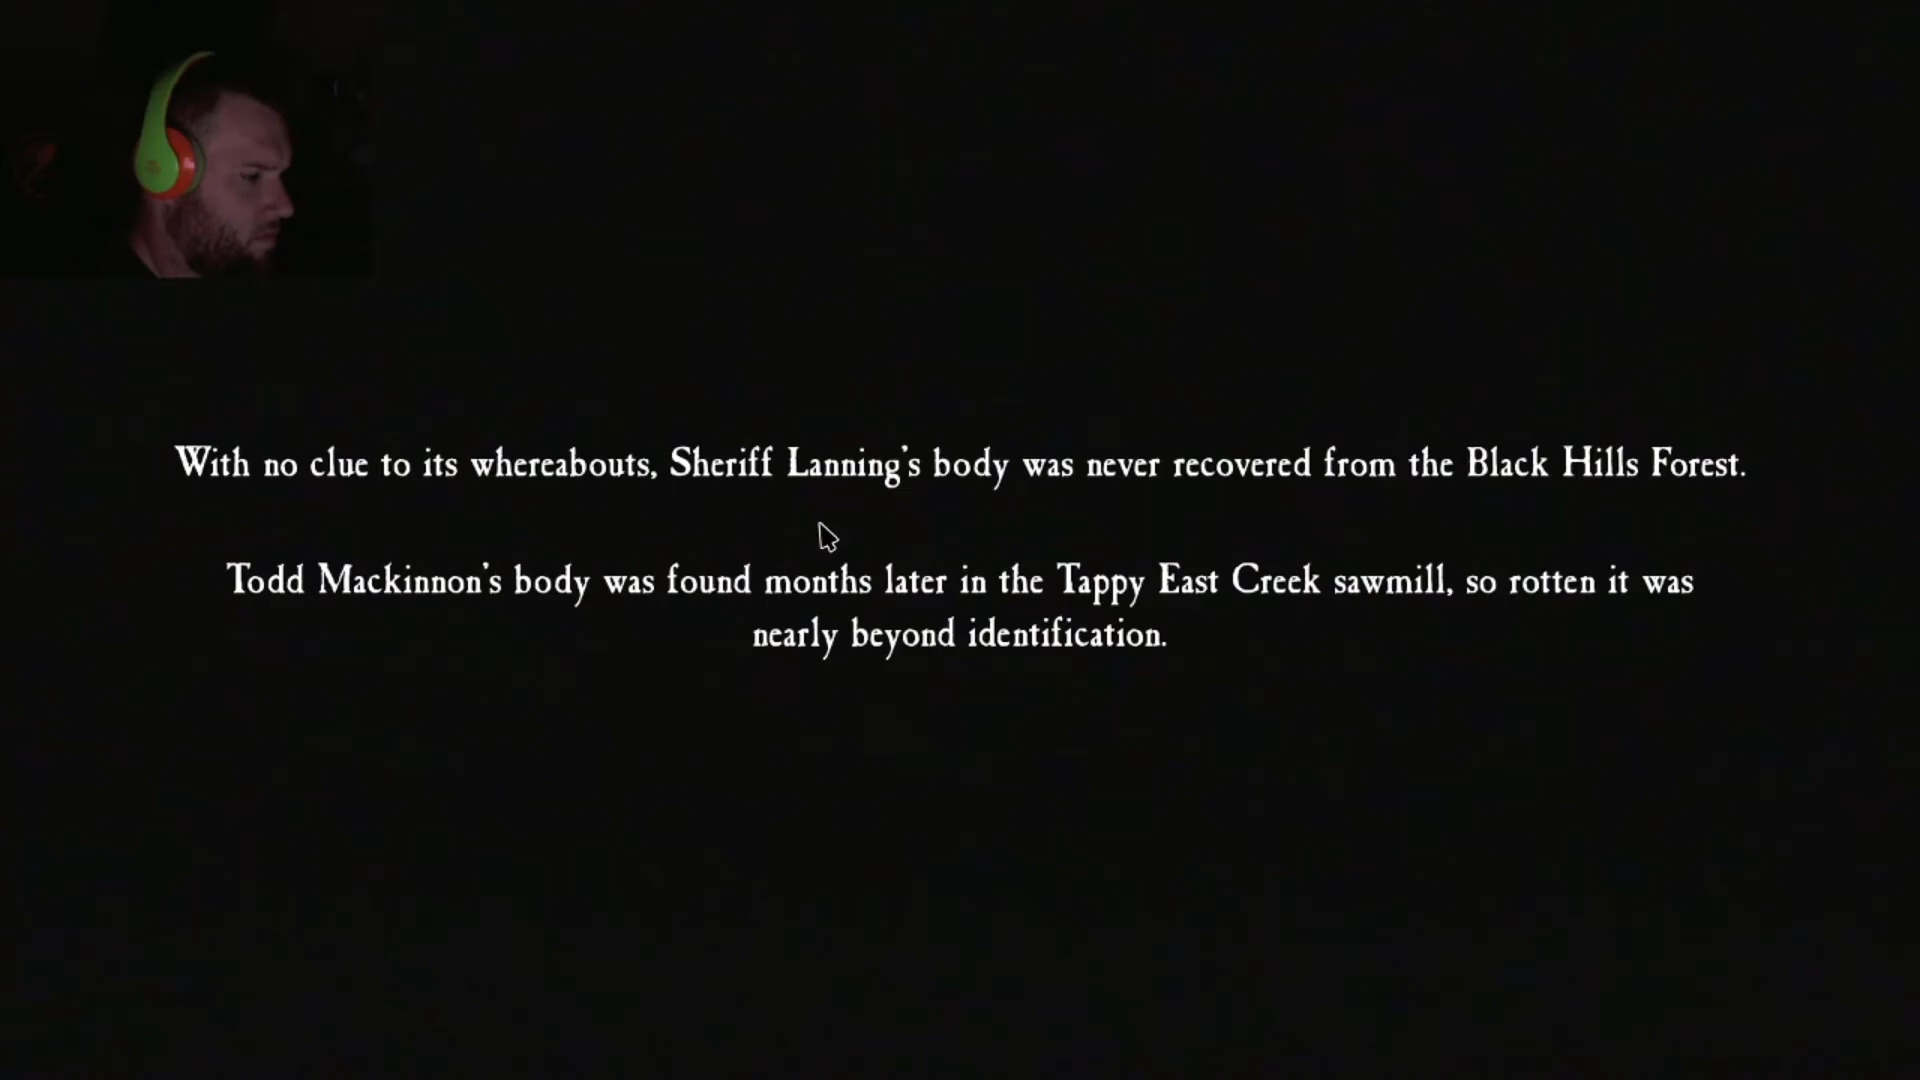 With no clue to its whereabouts, Sheriff Lanning's body was never recovered from the Black Hills Forest.
Todd Mackinnon's body was found months later in the Tappy East Creek sawmill, so rotten it was
nearly beyond identification.